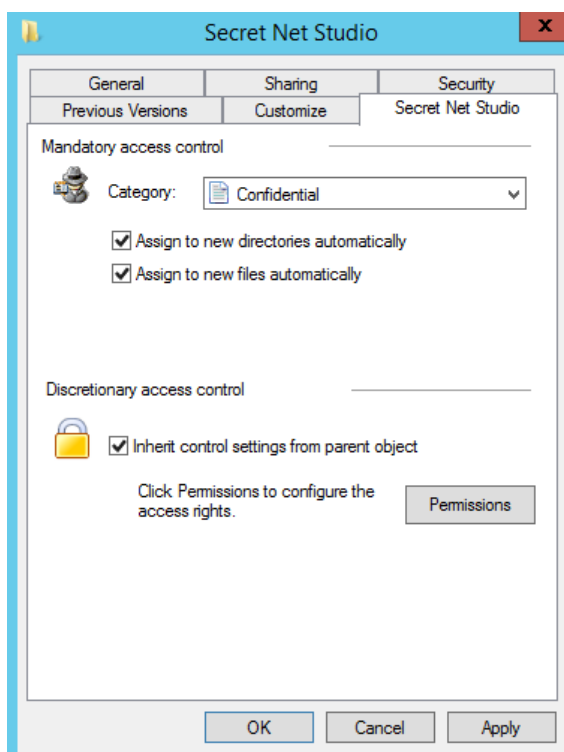 Secret Net Studio
x
General Sharing Security
Previous Versions Customize Secret Net Studio
Mandatory access control
Category: Confidential
Assign to new directories automatically
Assign to new files automatically
Discretionary access control
Inherit control settings from parent object
Click Permissions to configure the
access rights.
Permissions
OK Cancel Apply